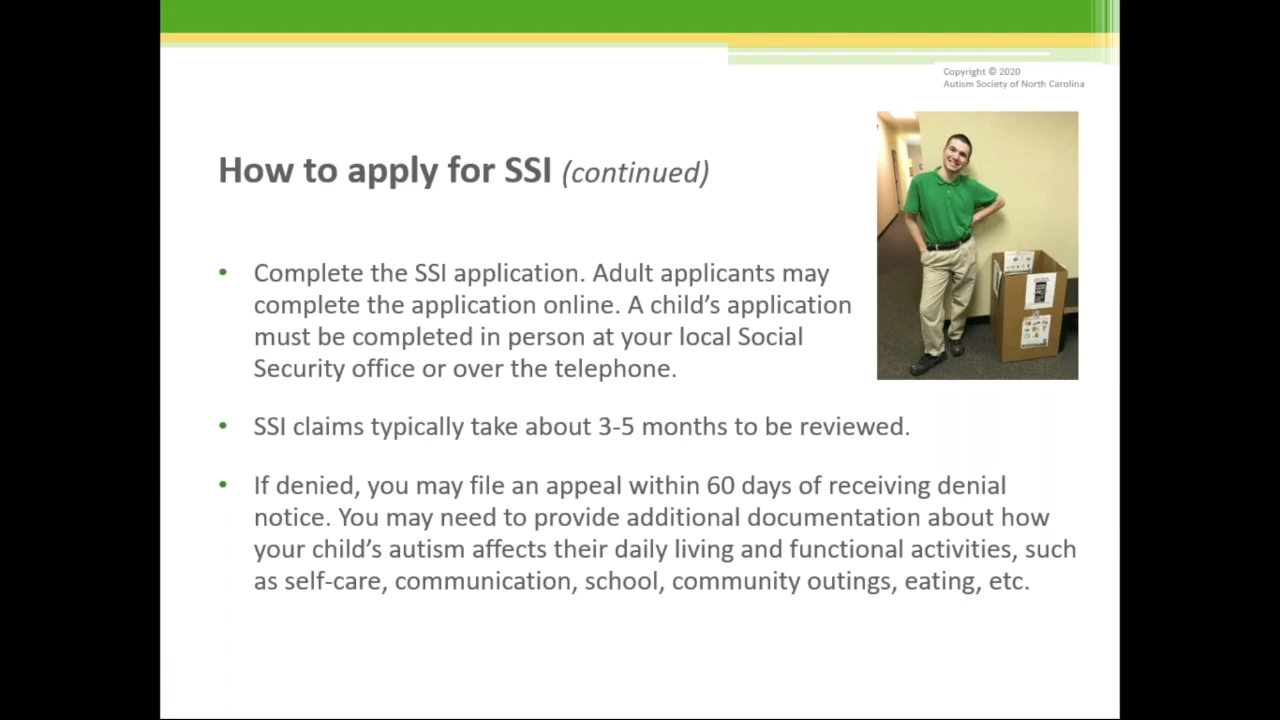 Copyright © 2020
Autism Society of North Carolina
How to apply for SSI (continued)
• Complete the SSI application. Adult applicants may
complete the application online. A child’s application
must be completed in person at your local Social
Security office or over the telephone.
• SSI claims typically take about 3-5 months to be reviewed.
• If denied, you may file an appeal within 60 days of receiving denial
notice. You may need to provide additional documentation about how
your child’s autism affects their daily living and functional activities, such
as self-care, communication, school, community outings, eating, etc.